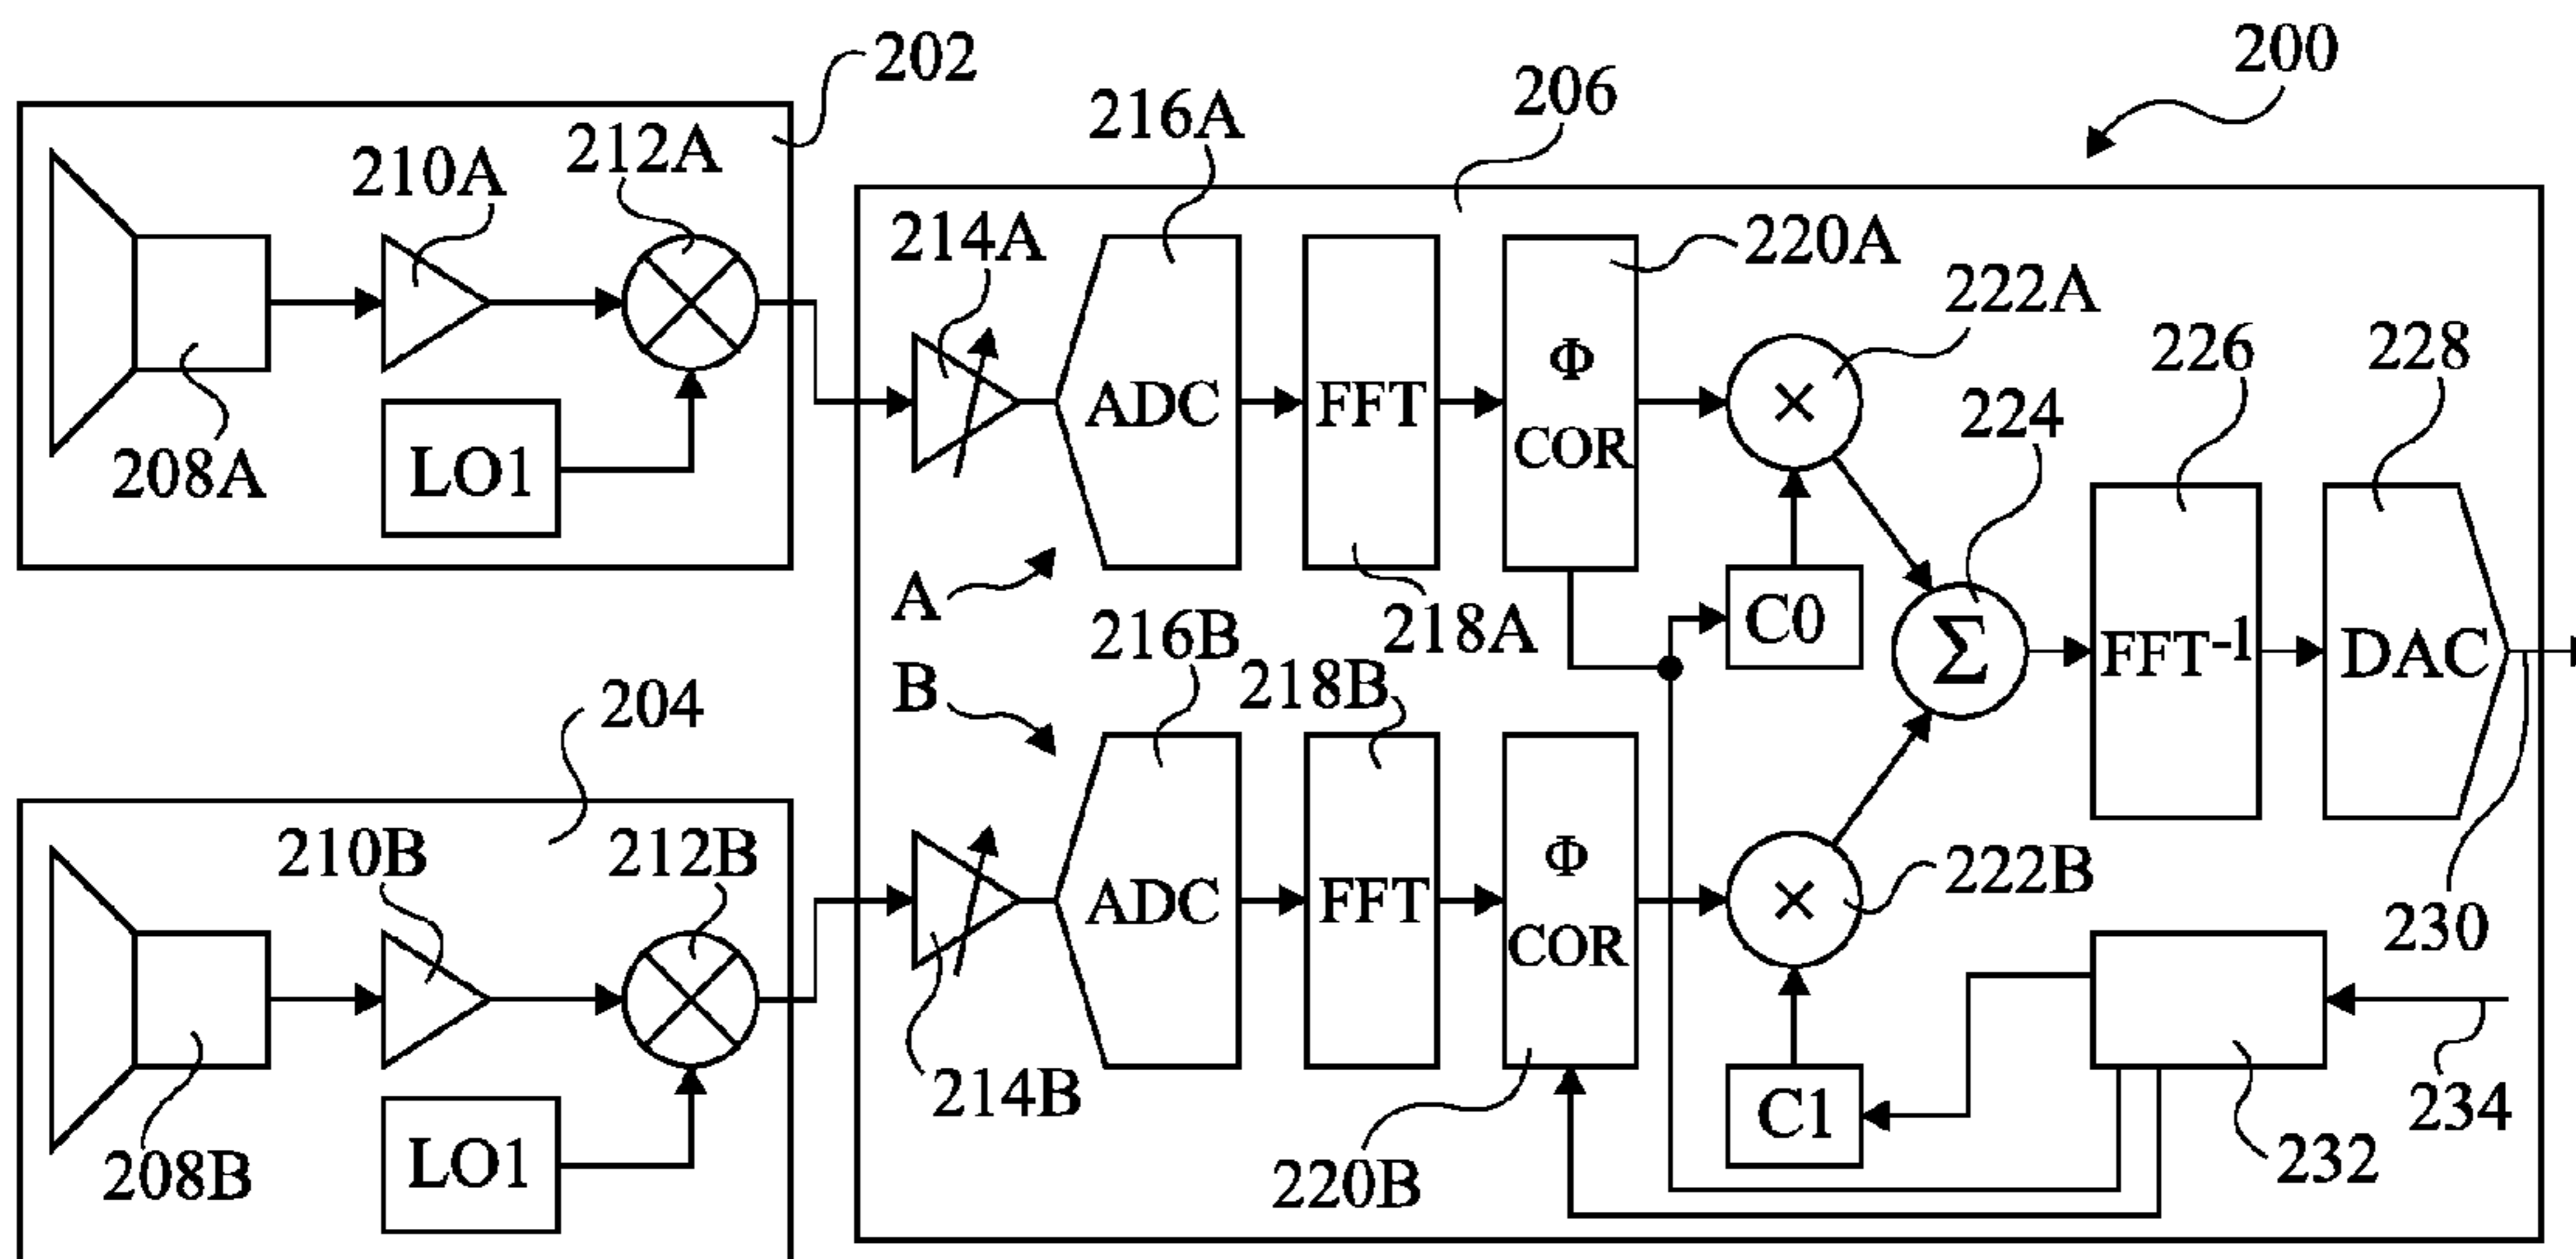 202
200
206
216A
212A
210A
214A
220A
222A
226
228
224
Φ
COR
ADC
FFT
×
208A
LO1
A
218A
C0
216B
B
218B
Σ
FFT-1
DAC
204
210B
212B
Φ
COR
ADC
FFT
×
222B
230
214B
C1
234
208B
LO1
220B
232